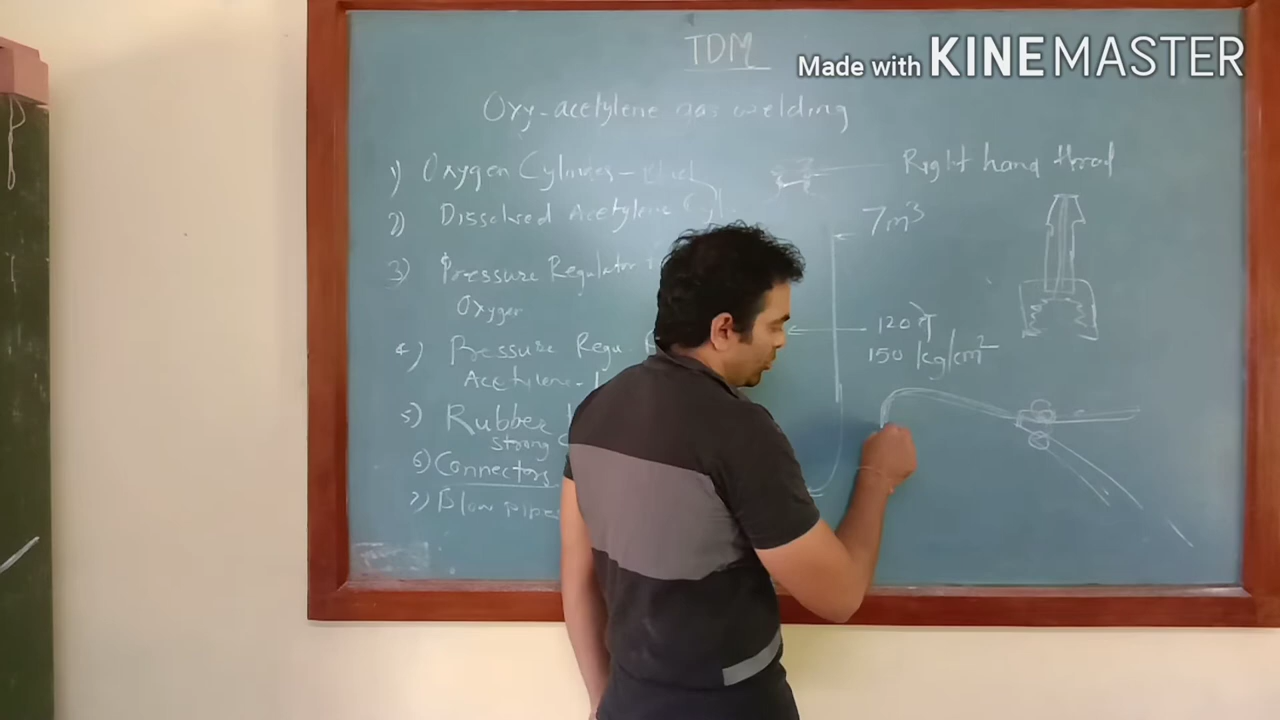 TDM
Made with KINEMASTER
Oxy-acetylene gas welding
1) Oxygen Cylinder -
2) Dissolved Acetylene
3) Pressure Regulator
Oxygen
4) Pressure Regu
Acetylene -
5) Rubber
strong
6) Connectors
7) Blow pipes
Right hand thread
7m³
120
150 kg/cm²